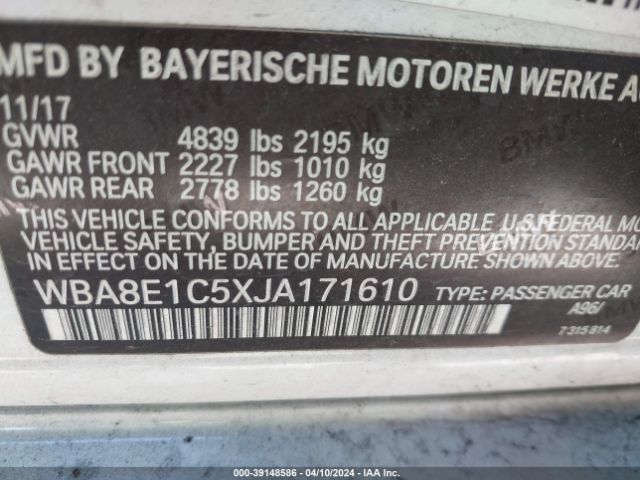 MFD BY BAYERISCHE MOTOREN WERKE AG
11/17
GVWR 4839 lbs 2195 kg
GAWR FRONT 2227 lbs 1010 kg
GAWR REAR 2778 lbs 1260 kg
THIS VEHICLE CONFORMS TO ALL APPLICABLE U.S.FEDERAL MO
VEHICLE SAFETY, BUMPER AND THEFT PREVENTION STANDA
EFFECT ON THE DATE OF MANUFACTURE SHOWN ABOVE.
WBA8E1C5XJA171610 TYPE: PASSENGER CAR
A96/
7 315 814
000-39148586 - 04/10/2024 - IAA Inc.